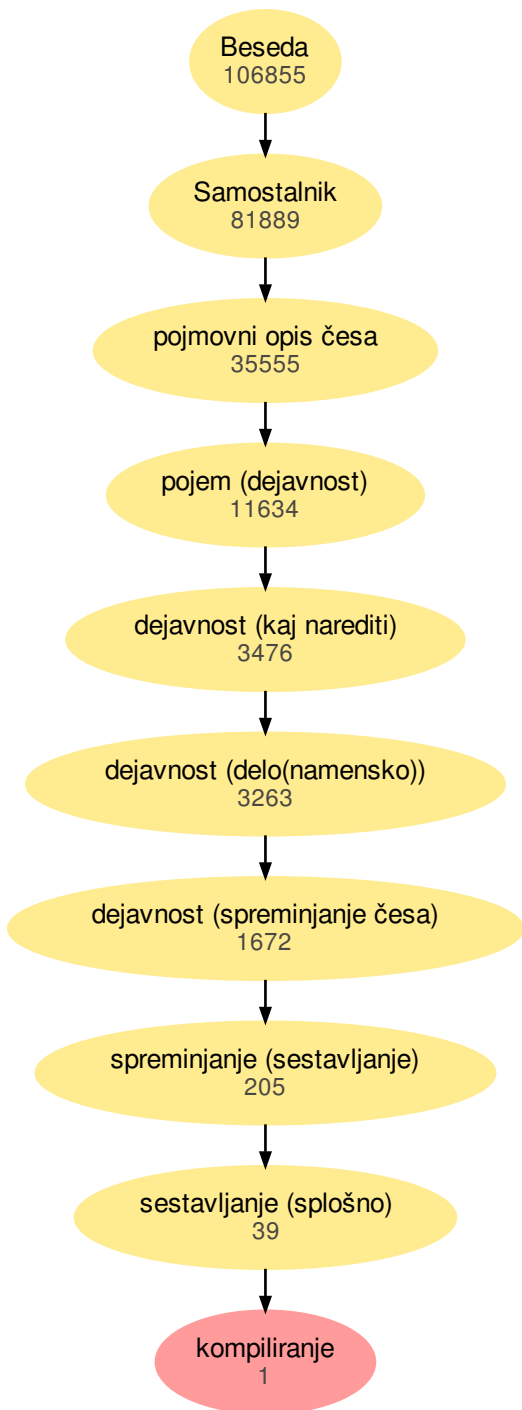 Beseda
106855
Samostalnik
81889
pojmovni opis česa
35555
pojem (dejavnost)
11634
dejavnost (kaj narediti)
3476
dejavnost (delo(namensko))
3263
dejavnost (spreminjanje česa)
1672
spreminjanje (sestavljanje)
205
sestavljanje (splošno)
39
kompiliranje
1